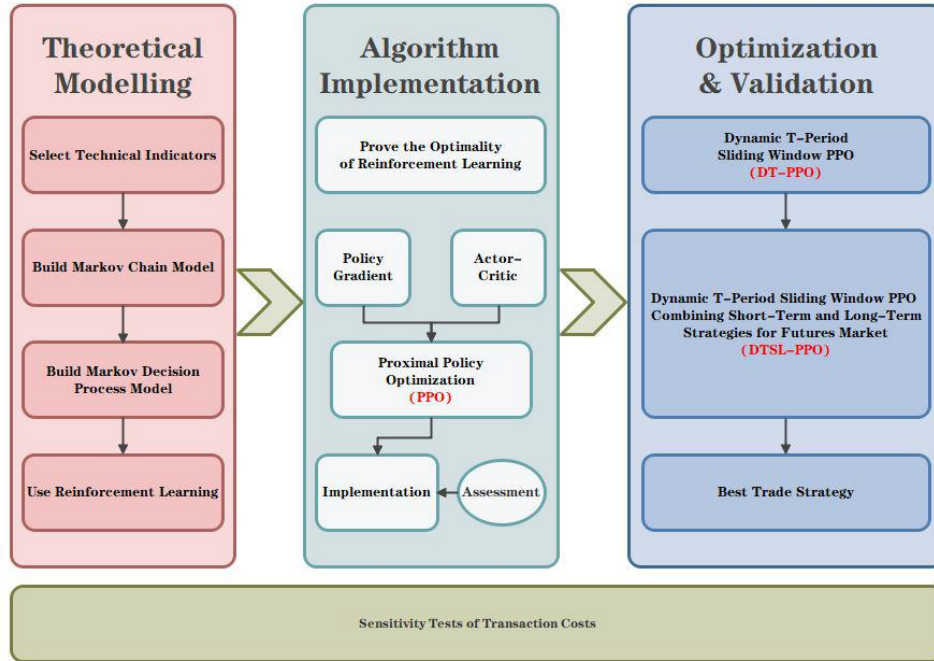 Theoretical
Modelling
Select Technical Indicators
Build Markov Chain Model
Build Markov Decision
Process Model
Use Reinforcement Learning
Algorithm
Implementation
Prove the Optimality
of Reinforcement Learning
Policy
Gradient
Actor-
Critic
Proximal Policy
Optimization
(PPO)
Implementation
Assessment
Optimization
& Validation
Dynamic T-Period
Sliding Window PPO
(DT-PPO)
Dynamic T-Period Sliding Window PPO
Combining Short-Term and Long-Term
Strategies for Futures Market
(DTSL-PPO)
Best Trade Strategy
Sensitivity Tests of Transaction Costs